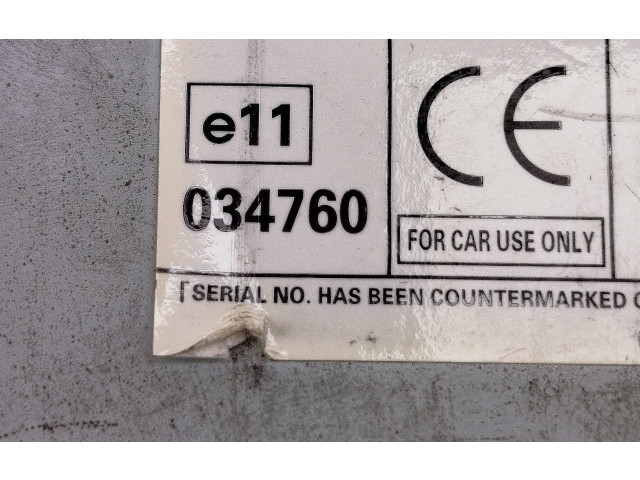 e11
034760
CE
FOR CAR USE ONLY
SERIAL NO. HAS BEEN COUNTERMARKED